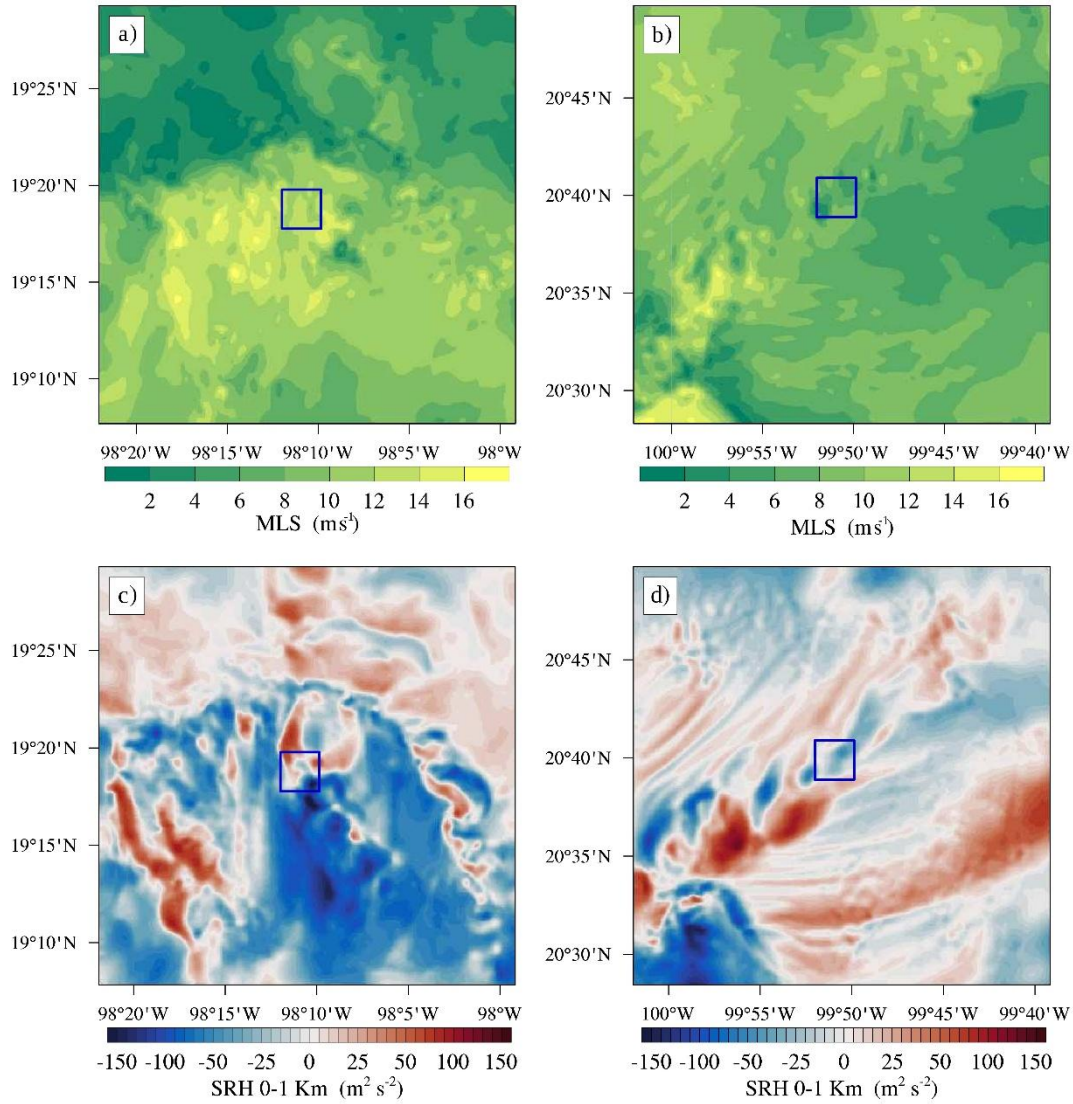 a)
b)
19°25'N
19°20'N
19°15'N
19°10'N
20°45'N
20°40'N
20°35'N
20°30'N
98°20'W 98°15'W 98°10'W 98°5'W 98°W
100°W 99°55'W 99°50'W 99°45'W 99°40'W
2 4 6 8 10 12 14 16
MLS (ms⁻¹)
2 4 6 8 10 12 14 16
MLS (ms⁻¹)
c)
d)
19°25'N
19°20'N
19°15'N
19°10'N
20°45'N
20°40'N
20°35'N
20°30'N
98°20'W 98°15'W 98°10'W 98°5'W 98°W
100°W 99°55'W 99°50'W 99°45'W 99°40'W
-150 -100 -50 -25 0 25 50 100 150
SRH 0-1 Km (m² s⁻²)
-150 -100 -50 -25 0 25 50 100 150
SRH 0-1 Km (m² s⁻²)